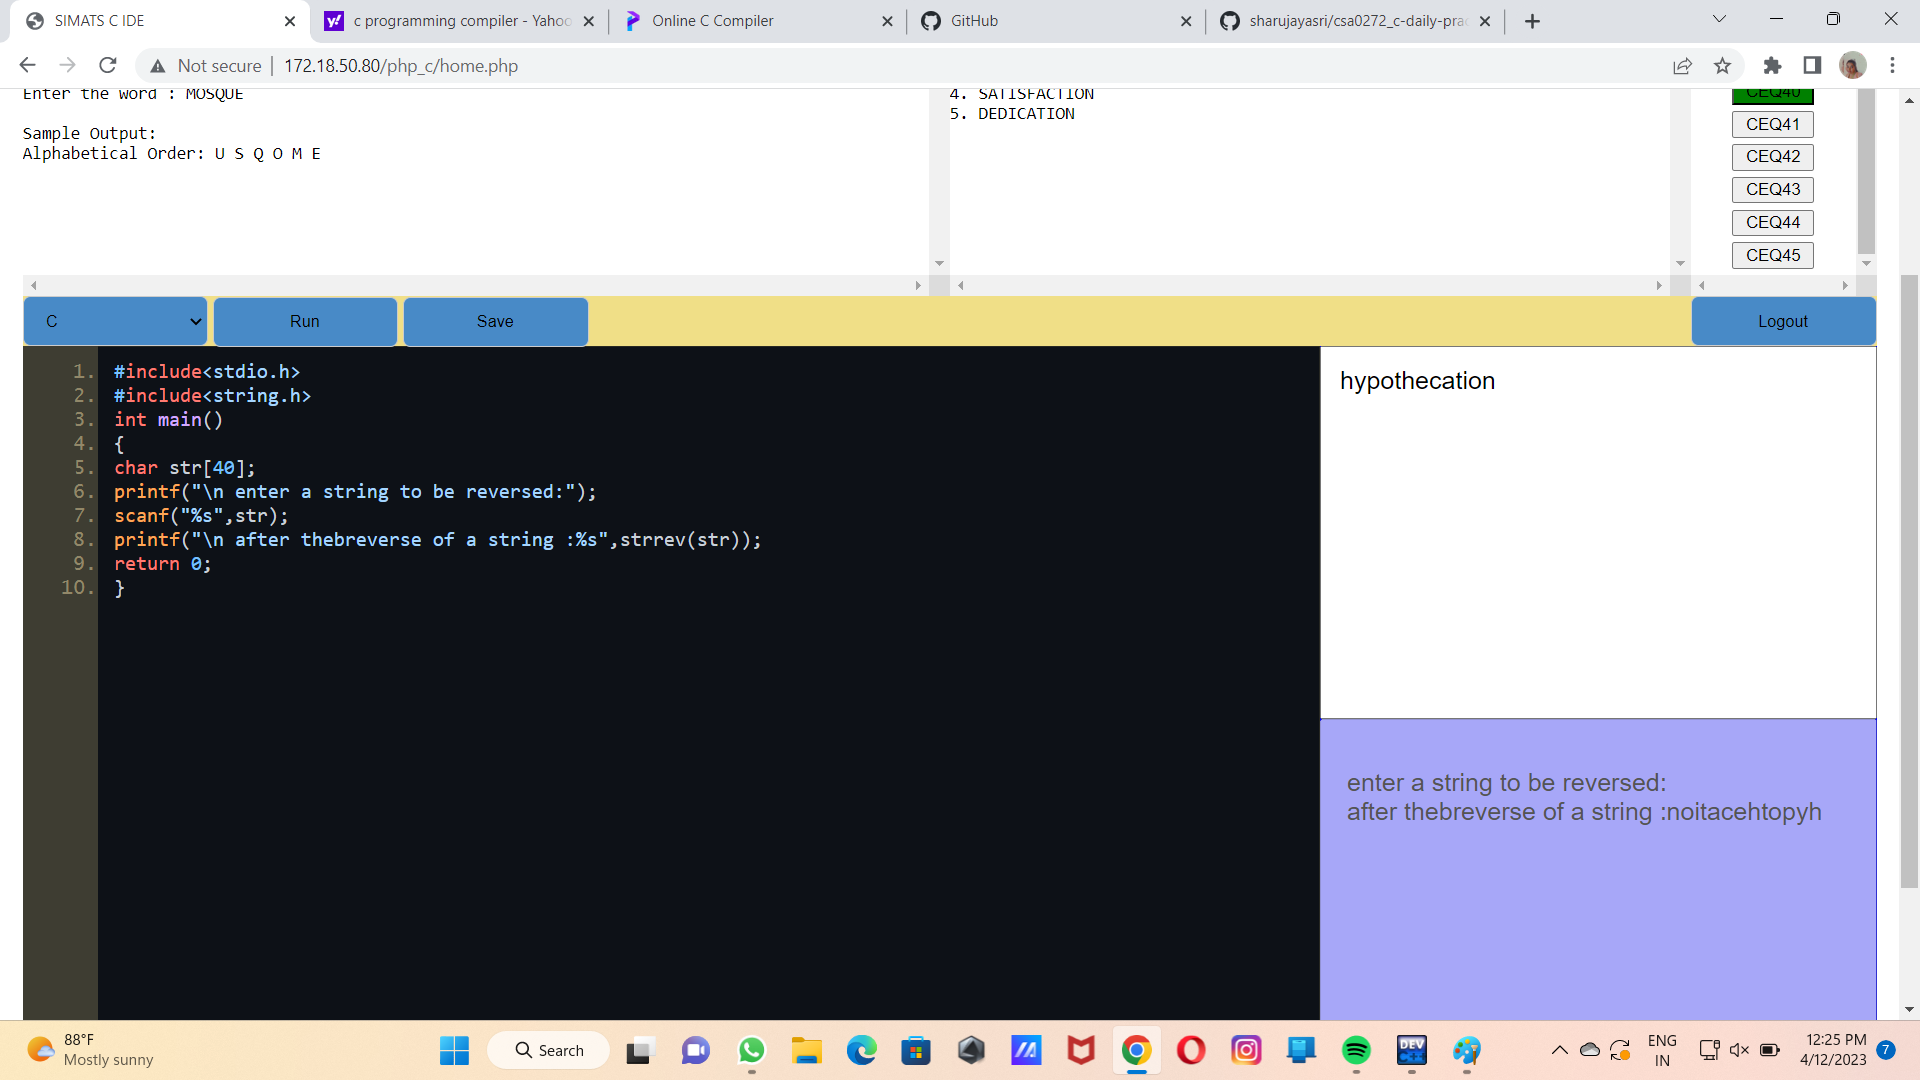 SIMATS C IDE
c programming compiler - Yahoo
Online C Compiler
GitHub
sharujayasri/csa0272_c-daily-prac
Not secure
172.18.50.80/php_c/home.php
Enter the word : MOSQUE
Sample Output:
Alphabetical Order: U S Q O M E
4. SATISFACTION
5. DEDICATION
CEQ40
CEQ41
CEQ42
CEQ43
CEQ44
CEQ45
C
Run
Save
Logout
1. #include<stdio.h>
2. #include<string.h>
3. int main()
4. {
5. char str[40];
6. printf("\n enter a string to be reversed:");
7. scanf("%s",str);
8. printf("\n after thebreverse of a string :%s",strrev(str));
9. return 0;
10. }
hypothecation
enter a string to be reversed:
after thebreverse of a string :noitacehtopyh
88°F
Mostly sunny
Search
DEV
ENG
IN
12:25 PM
4/12/2023
7